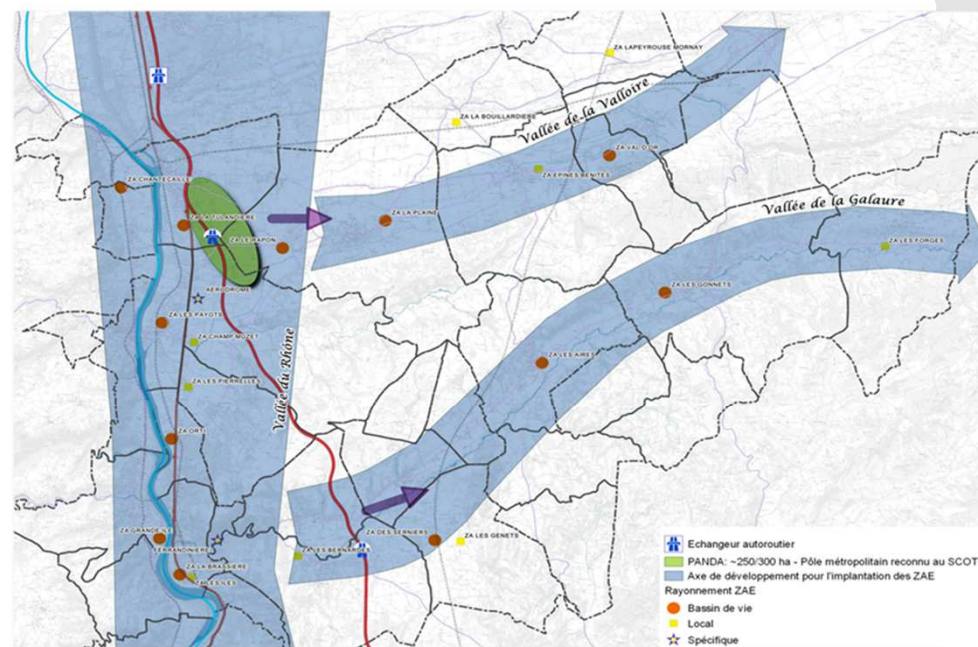 ZA LAPEYROUSE MORNAY
ZA LA BOUILLARDIERE
Vallée de la Valloire
ZA VAL D'OR
ZA EPINES BENITES
ZA CHANTECAILLE
Vallée de la Galaure
ZA LA TULANDIERE
ZA LA PLAINE
ZA LE RAPON
ZA LES FORGES
AERODROME
ZA LES GONNETS
ZA LES PAYOTS
ZA CHAMP MUZET
Vallée du Rhône
ZA LES AIRES
ZA LES PIERRELLES
ZA ORTI
ZA GRANDE ILE
ZA DES SERNIERS
ZA LES GENETS
ZA LES BERNARDES
ZA LA BRASSIERE
ZA LES ILES
Echangeur autoroutier
PANDA: ~250/300 ha - Pôle métropolitain reconnu au SCOT
Axe de développement pour l'implantation des ZAE
Rayonnement ZAE
Bassin de vie
Local
Spécifique